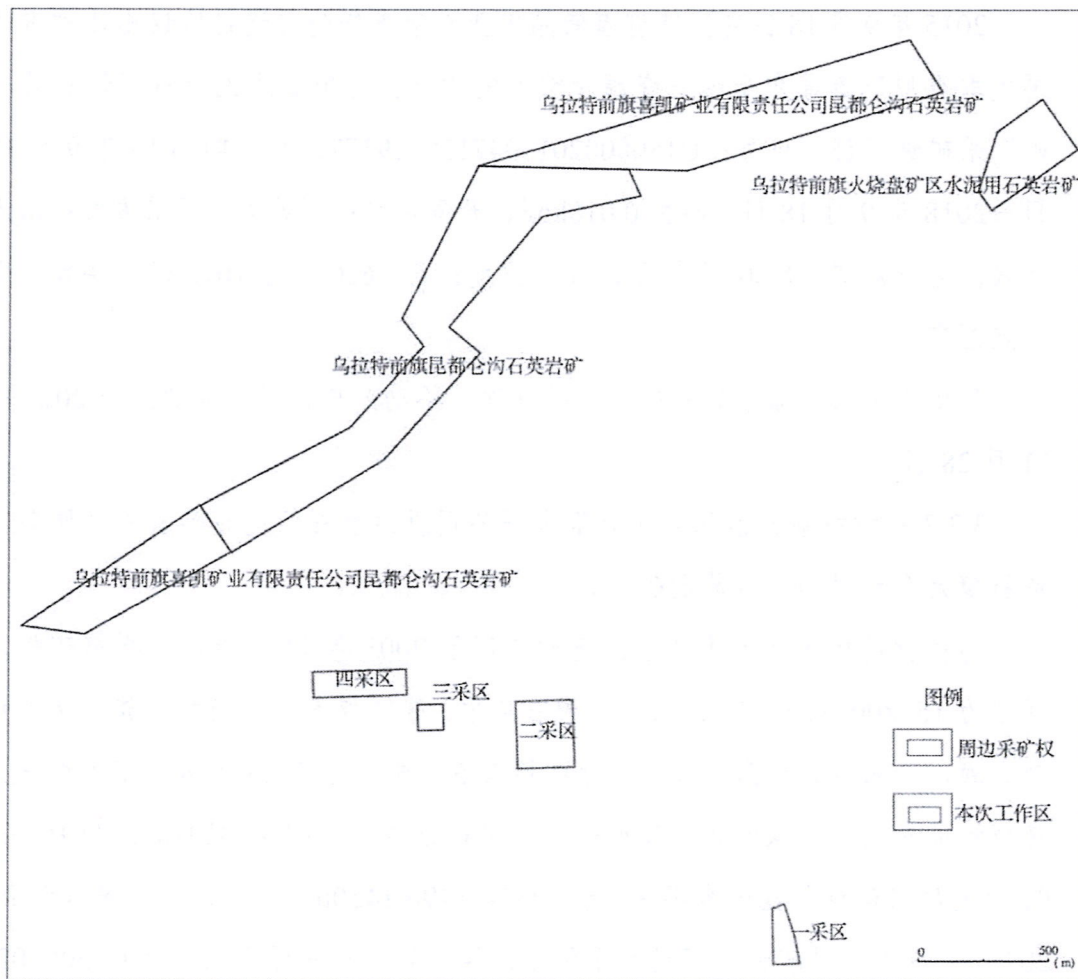 乌拉特前旗喜凯矿业有限责任公司昆都仑沟石英岩矿
乌拉特前旗火烧盘矿区水泥用石英岩矿
乌拉特前旗昆都仑沟石英岩矿
乌拉特前旗喜凯矿业有限责任公司昆都仑沟石英岩矿
四采区
三采区
二采区
图例
周边采矿权
本次工作区
一采区
0 500
(m)